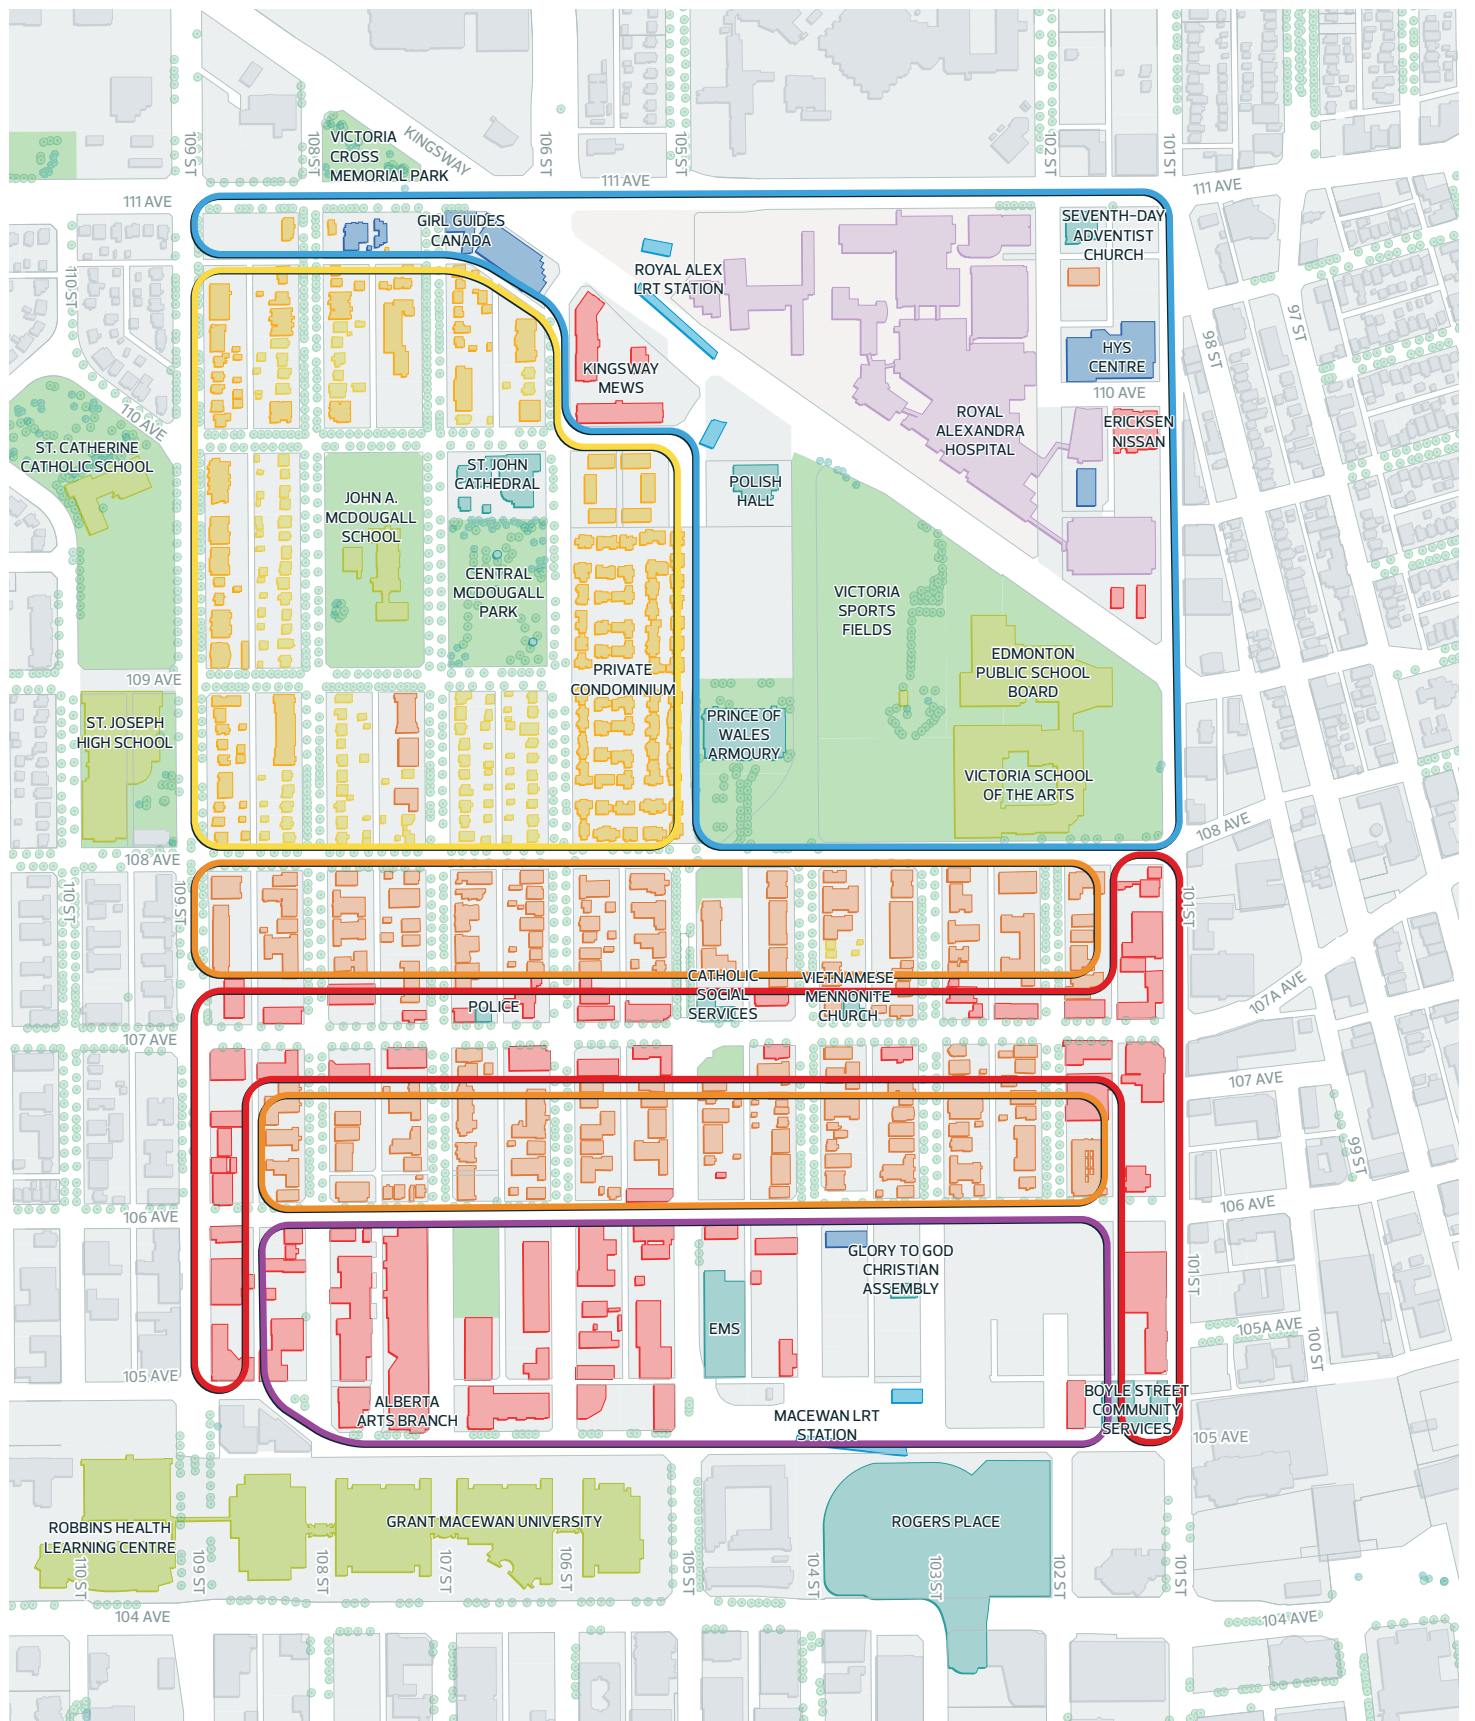 VICTORIA
CROSS
MEMORIAL PARK
KINGSWAY
109 ST
108 ST
106 ST
105 ST
102 ST
101 ST
111 AVE
111 AVE
111 AVE
GIRL GUIDES
CANADA
SEVENTH-DAY
ADVENTIST
CHURCH
ROYAL ALEX
LRT STATION
110 ST
97 ST
98 ST
HYS
CENTRE
KINGSWAY
MEWS
110 AVE
110 AVE
ROYAL
ALEXANDRA
HOSPITAL
ERICKSEN
NISSAN
ST. CATHERINE
CATHOLIC SCHOOL
ST. JOHN
CATHEDRAL
JOHN A.
MCDOUGALL
SCHOOL
POLISH
HALL
CENTRAL
MCDOUGALL
PARK
VICTORIA
SPORTS
FIELDS
EDMONTON
PUBLIC SCHOOL
BOARD
109 AVE
PRIVATE
CONDOMINIUM
ST. JOSEPH
HIGH SCHOOL
PRINCE OF
WALES
ARMOURY
VICTORIA SCHOOL
OF THE ARTS
108 AVE
108 AVE
110 ST
109 ST
101 ST
CATHOLIC
SOCIAL
SERVICES
VIETNAMESE
MENNONITE
CHURCH
POLICE
107A AVE
107 AVE
107 AVE
99 ST
106 AVE
106 AVE
GLORY TO GOD
CHRISTIAN
ASSEMBLY
101 ST
EMS
105A AVE
100 ST
105 AVE
ALBERTA
ARTS BRANCH
MACEWAN LRT
STATION
BOYLE STREET
COMMUNITY
SERVICES
105 AVE
ROBBINS HEALTH
LEARNING CENTRE
GRANT MACEWAN UNIVERSITY
ROGERS PLACE
110 ST
109 ST
108 ST
107 ST
106 ST
105 ST
104 ST
103 ST
102 ST
101 ST
104 AVE
104 AVE